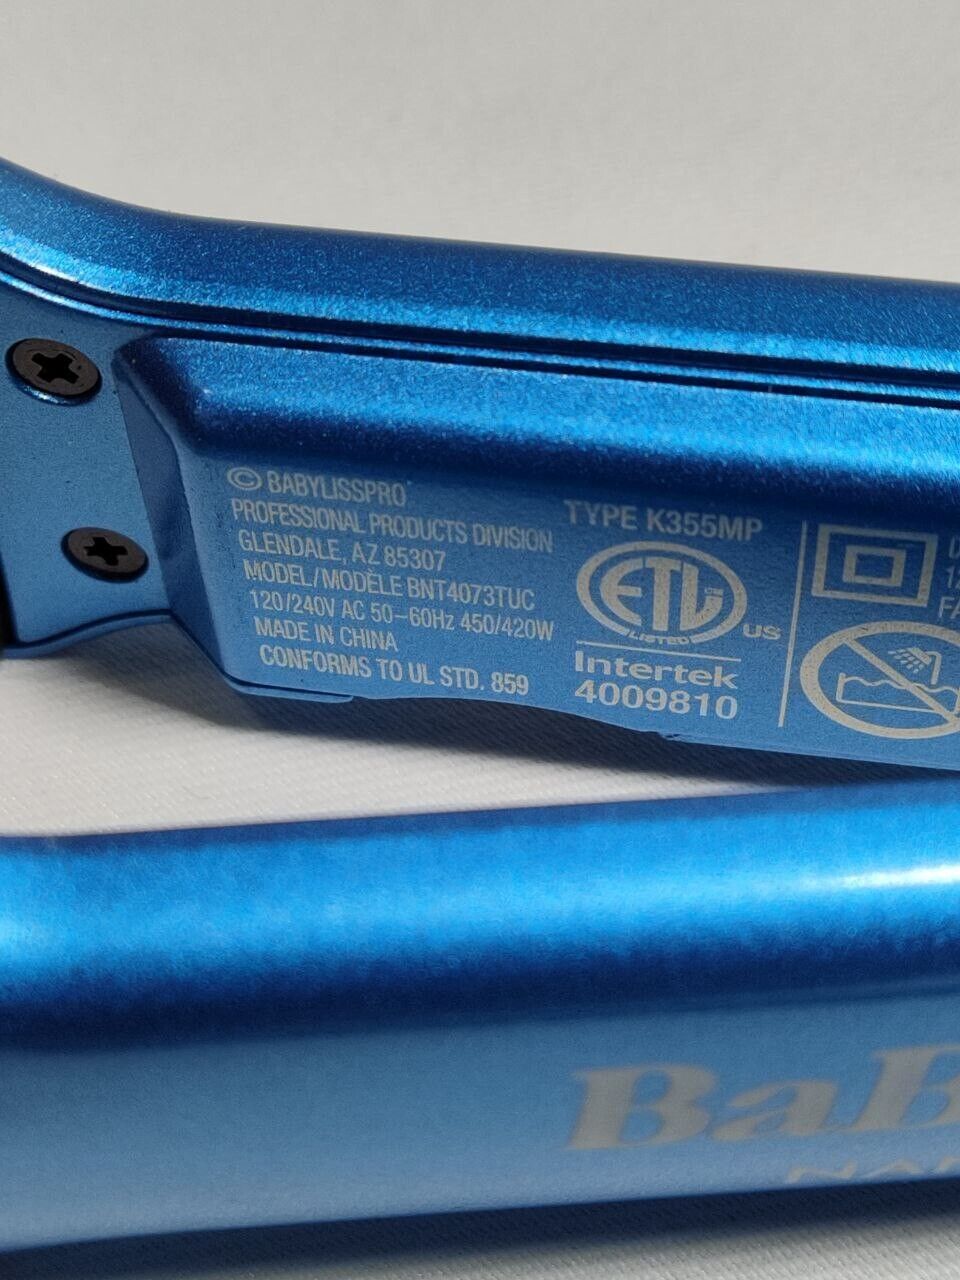 © BABYLISSPRO
PROFESSIONAL PRODUCTS DIVISION
GLENDALE, AZ 85307
MODEL/MODÈLE BNT4073TUC
120/240V AC 50–60Hz 450/420W
MADE IN CHINA
CONFORMS TO UL STD. 859
TYPE K355MP
ETL
LISTED
US
Intertek
4009810
BaB